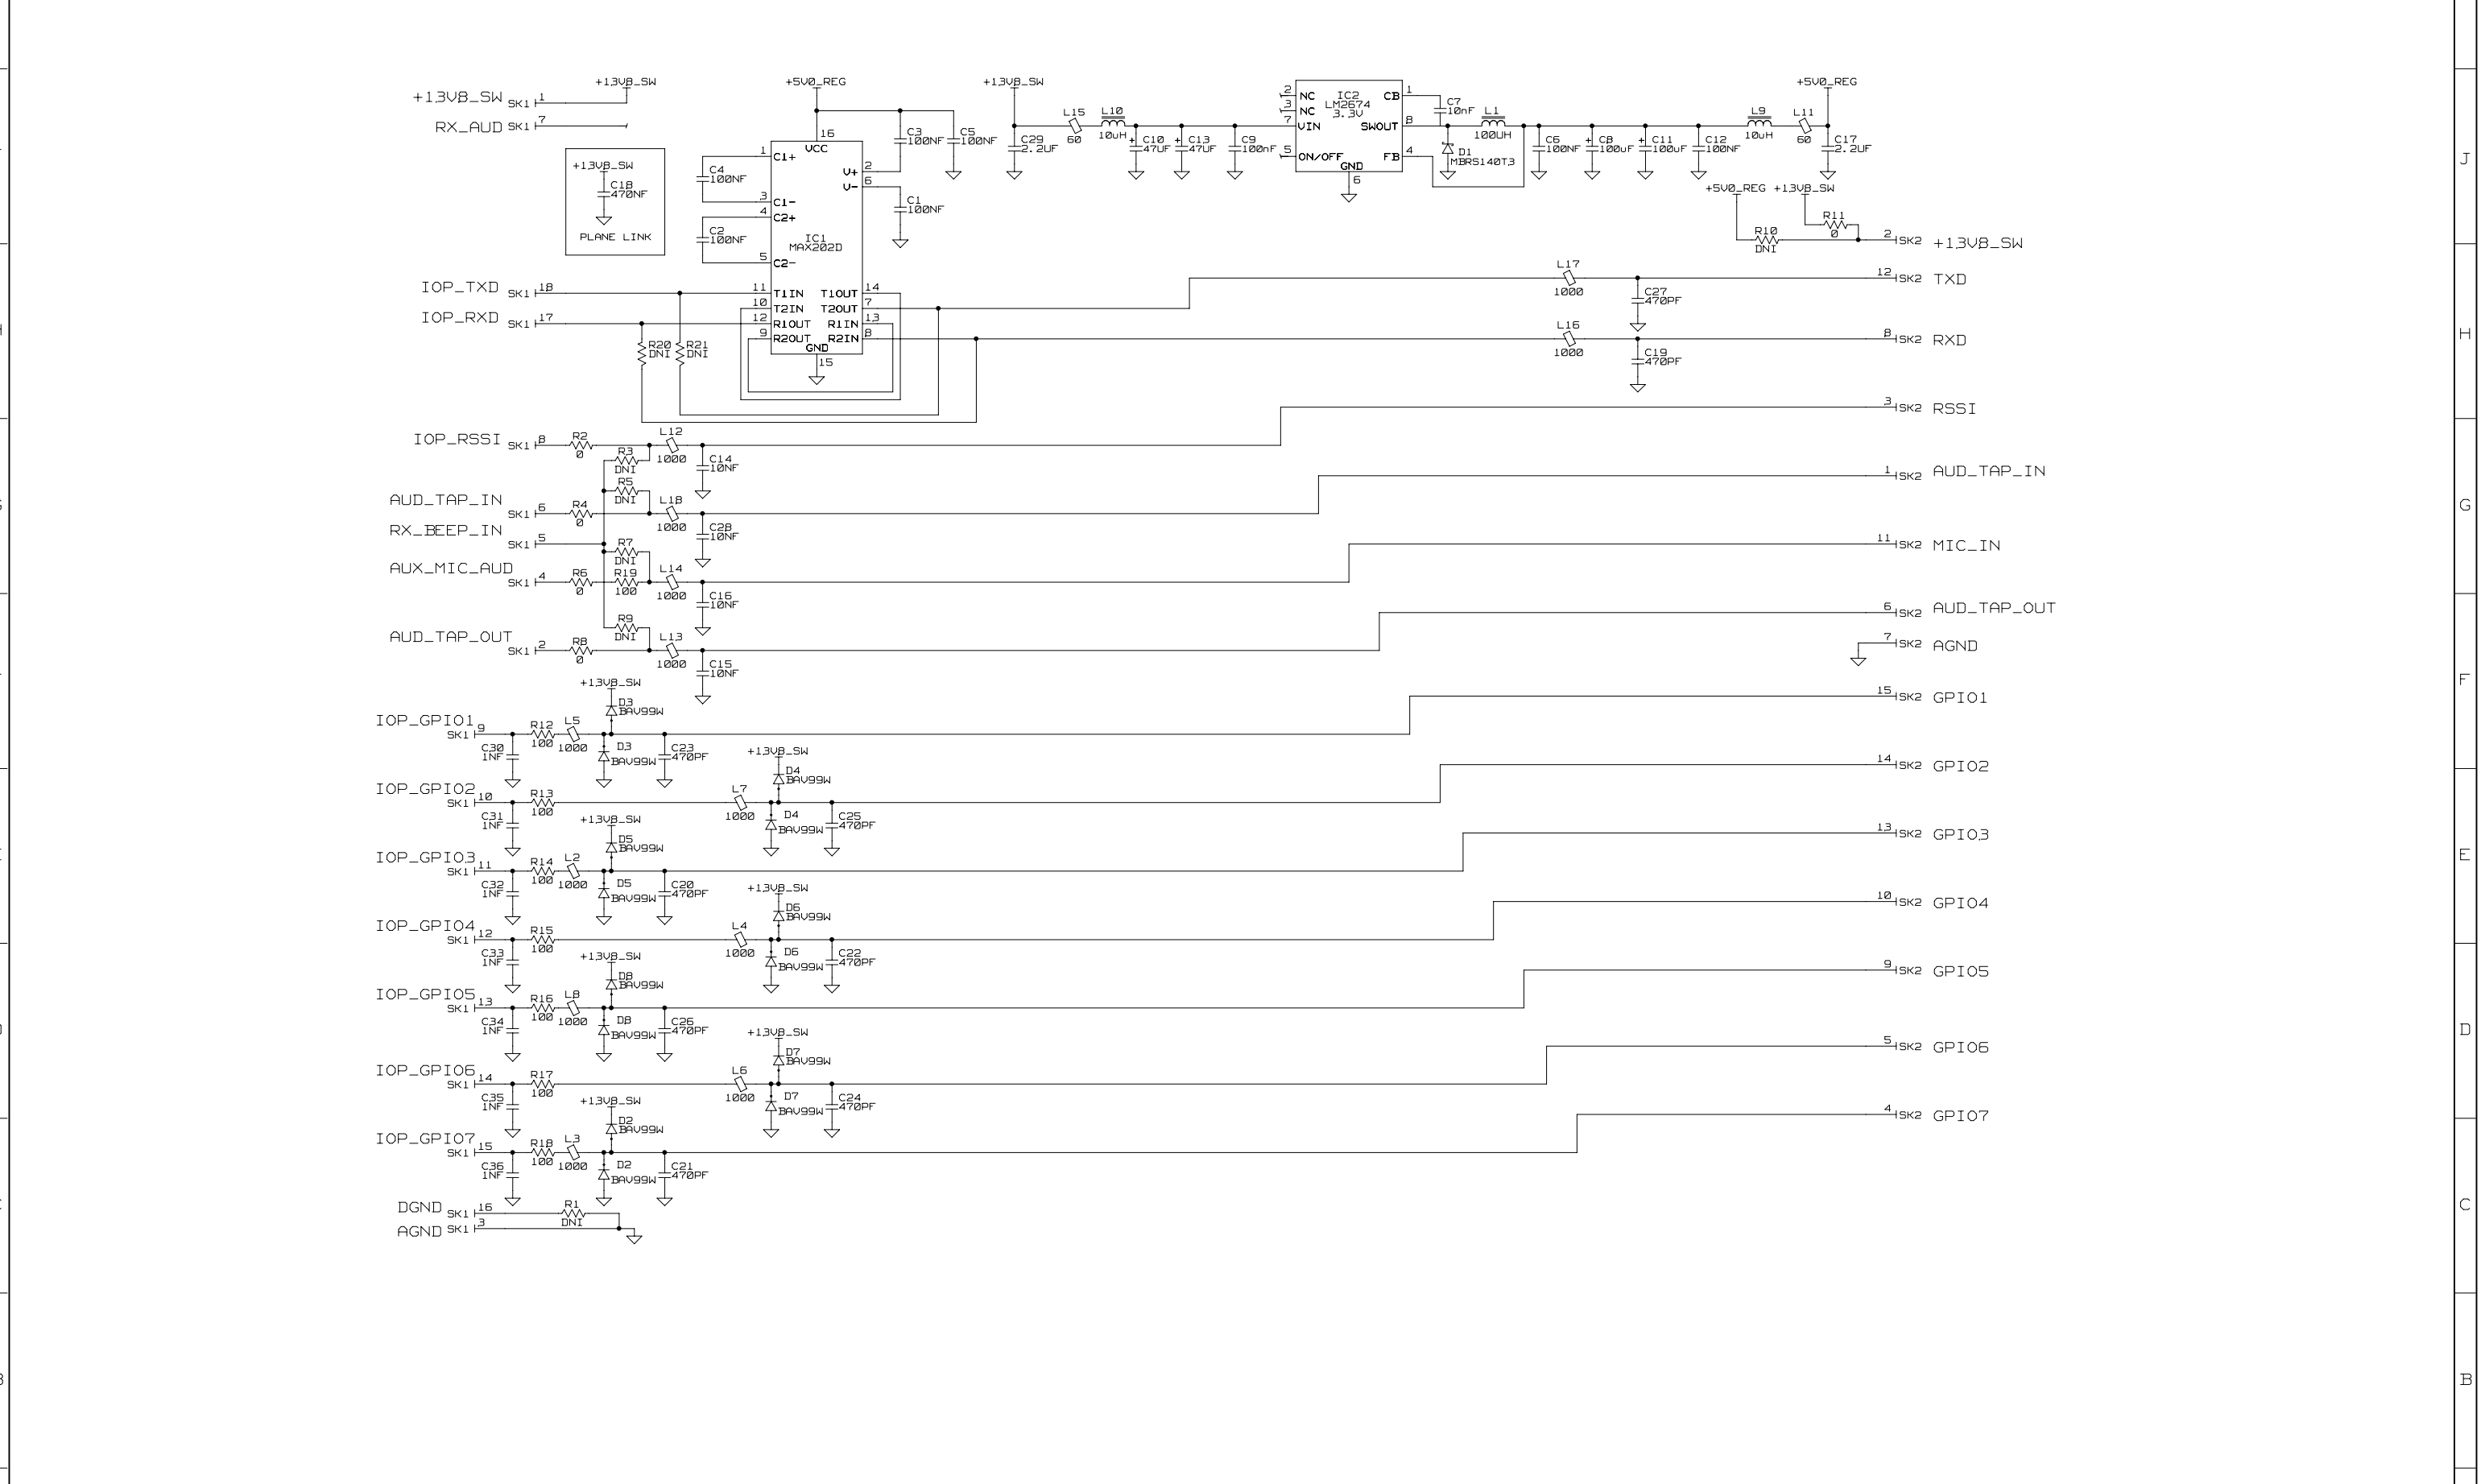 +13V8_SW SK1 1
+13V8_SW
RX_AUD SK1 7
+13V8_SW
C18
470NF
PLANE LINK
+5V0_REG
16
VCC
C3
100NF
C5
100NF
1 C1+
C4
100NF
3 C1-
4 C2+
C2
100NF
5 C2-
V+ 2
V- 6
C1
100NF
IC1
MAX202D
11 T1IN T1OUT 14
10 T2IN T2OUT 7
12 R1OUT R1IN 13
9 R2OUT R2IN 8
GND
15
+13V8_SW
C29
2.2UF
L15
60
L10
10uH
C10
47UF
C13
47UF
C9
100nF
IC2
LM2674
3.3V
2 NC CB 1
3 NC
7 VIN SWOUT 8
5 ON/OFF FB 4
GND
6
C7
10nF
D1
MBRS140T3
L1
100UH
C6
100NF
C8
100uF
C11
100uF
C12
100NF
L9
10uH
L11
60
+5V0_REG
C17
2.2UF
+5V0_REG +13V8_SW
R11
0
R10
DNI
2 SK2 +13V8_SW
IOP_TXD SK1 18
L17
1000
C27
470PF
12 SK2 TXD
IOP_RXD SK1 17
R20
DNI
R21
DNI
L16
1000
C19
470PF
8 SK2 RXD
3 SK2 RSSI
IOP_RSSI SK1 8
R2
0
R3
DNI
L12
1000
C14
10NF
R5
DNI
1 SK2 AUD_TAP_IN
AUD_TAP_IN
SK1 6
R4
0
L18
1000
C28
10NF
RX_BEEP_IN
SK1 5
R7
DNI
11 SK2 MIC_IN
AUX_MIC_AUD
SK1 4
R6
0
R19
100
L14
1000
C16
10NF
R9
DNI
6 SK2 AUD_TAP_OUT
AUD_TAP_OUT
SK1 2
R8
0
L13
1000
C15
10NF
7 SK2 AGND
+13V8_SW
D3
BAV99W
15 SK2 GPIO1
IOP_GPIO1
SK1 9
R12
100
L5
1000
C30
1NF
D3
BAV99W
C23
470PF
+13V8_SW
D4
BAV99W
14 SK2 GPIO2
IOP_GPIO2
SK1 10
R13
100
L7
1000
C31
1NF
D4
BAV99W
C25
470PF
+13V8_SW
D5
BAV99W
13 SK2 GPIO3
IOP_GPIO3
SK1 11
R14
100
L2
1000
C32
1NF
D5
BAV99W
C20
470PF
+13V8_SW
D6
BAV99W
10 SK2 GPIO4
IOP_GPIO4
SK1 12
R15
100
L4
1000
C33
1NF
D6
BAV99W
C22
470PF
+13V8_SW
D8
BAV99W
9 SK2 GPIO5
IOP_GPIO5
SK1 13
R16
100
L8
1000
C34
1NF
D8
BAV99W
C26
470PF
+13V8_SW
D7
BAV99W
5 SK2 GPIO6
IOP_GPIO6
SK1 14
R17
100
L6
1000
C35
1NF
D7
BAV99W
C24
470PF
+13V8_SW
D2
BAV99W
4 SK2 GPIO7
IOP_GPIO7
SK1 15
R18
100
L3
1000
C36
1NF
D2
BAV99W
C21
470PF
DGND SK1 16
R1
DNI
AGND SK1 3
J
H
G
F
E
D
C
B